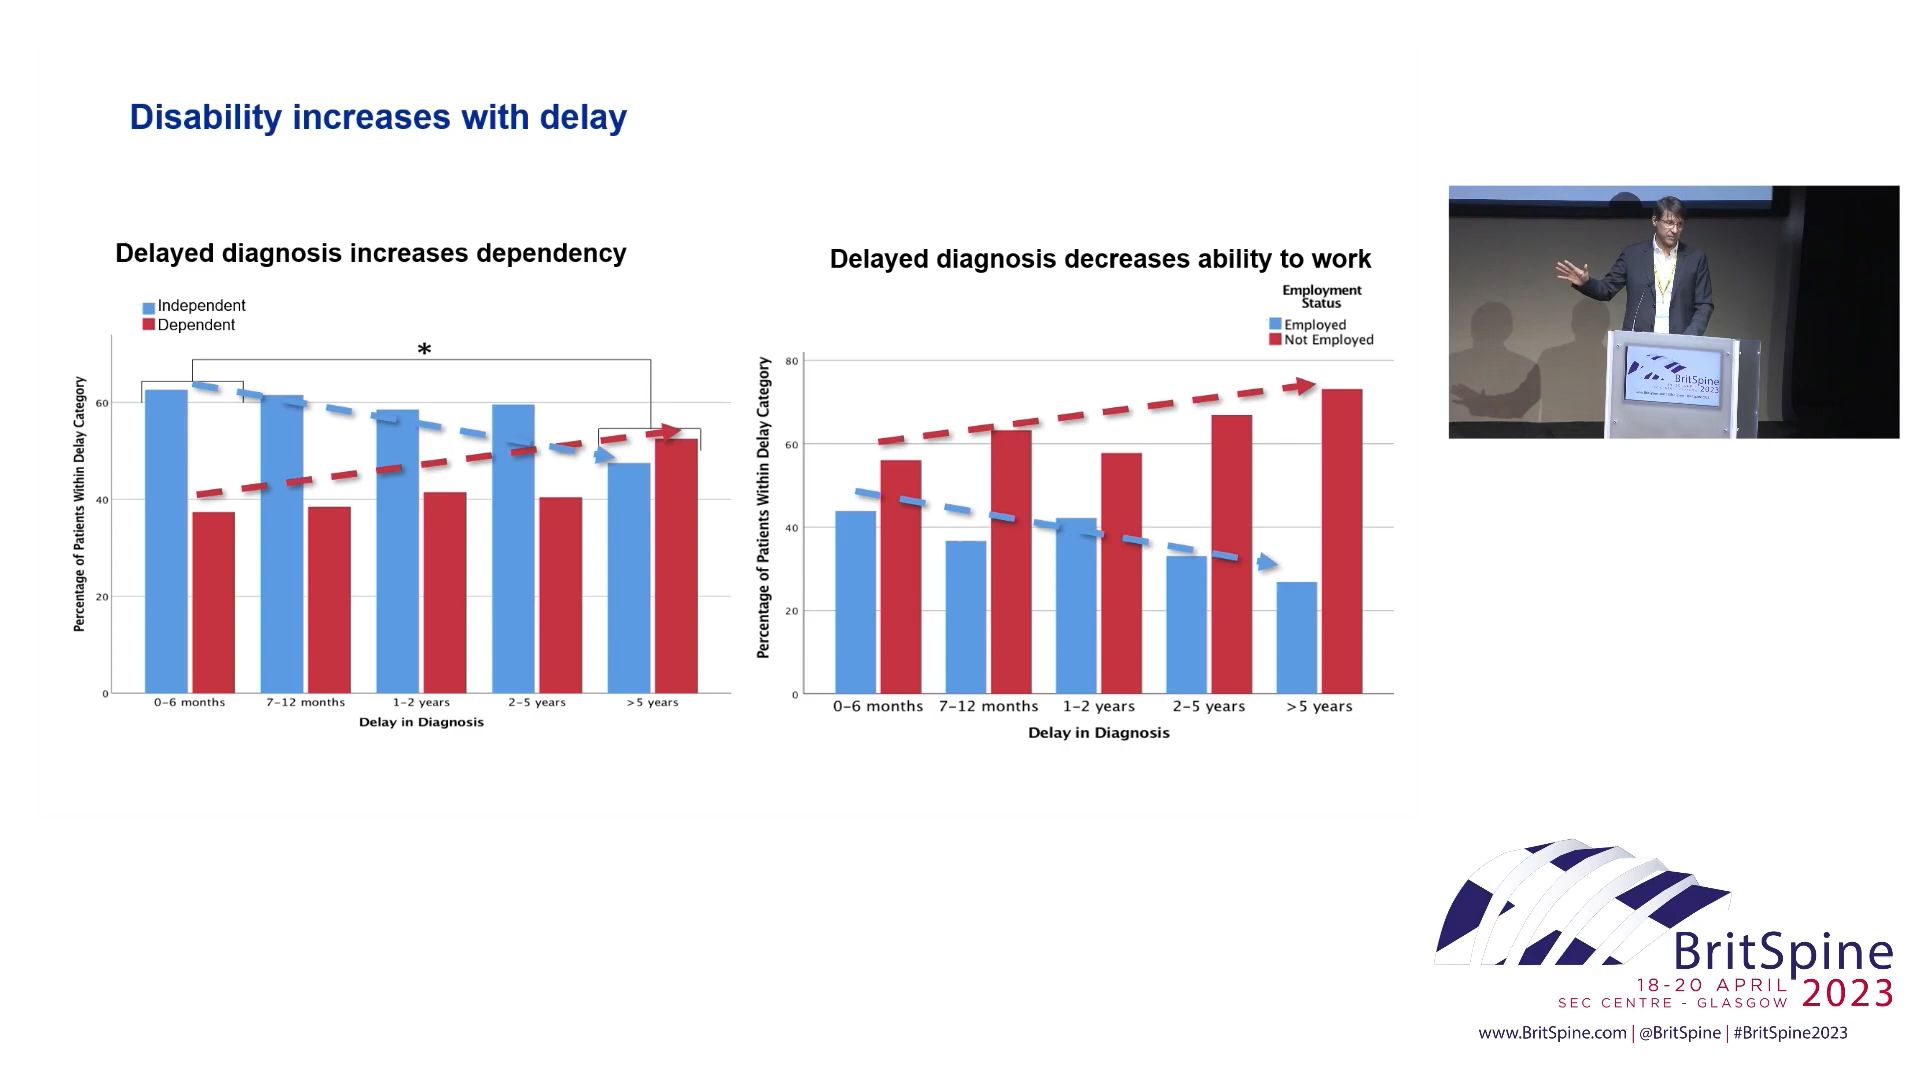 Disability increases with delay
Delayed diagnosis increases dependency
Independent
Dependent
*
Percentage of Patients Within Delay Category
60
40
20
0
0-6 months
7-12 months
1-2 years
2-5 years
>5 years
Delay in Diagnosis
Delayed diagnosis decreases ability to work
Employment
Status
Employed
Not Employed
Percentage of Patients Within Delay Category
80
60
40
20
0
0-6 months
7-12 months
1-2 years
2-5 years
>5 years
Delay in Diagnosis
BritSpine
2023
BritSpine
18-20 APRIL
2023
SEC CENTRE - GLASGOW
www.BritSpine.com | @BritSpine | #BritSpine2023